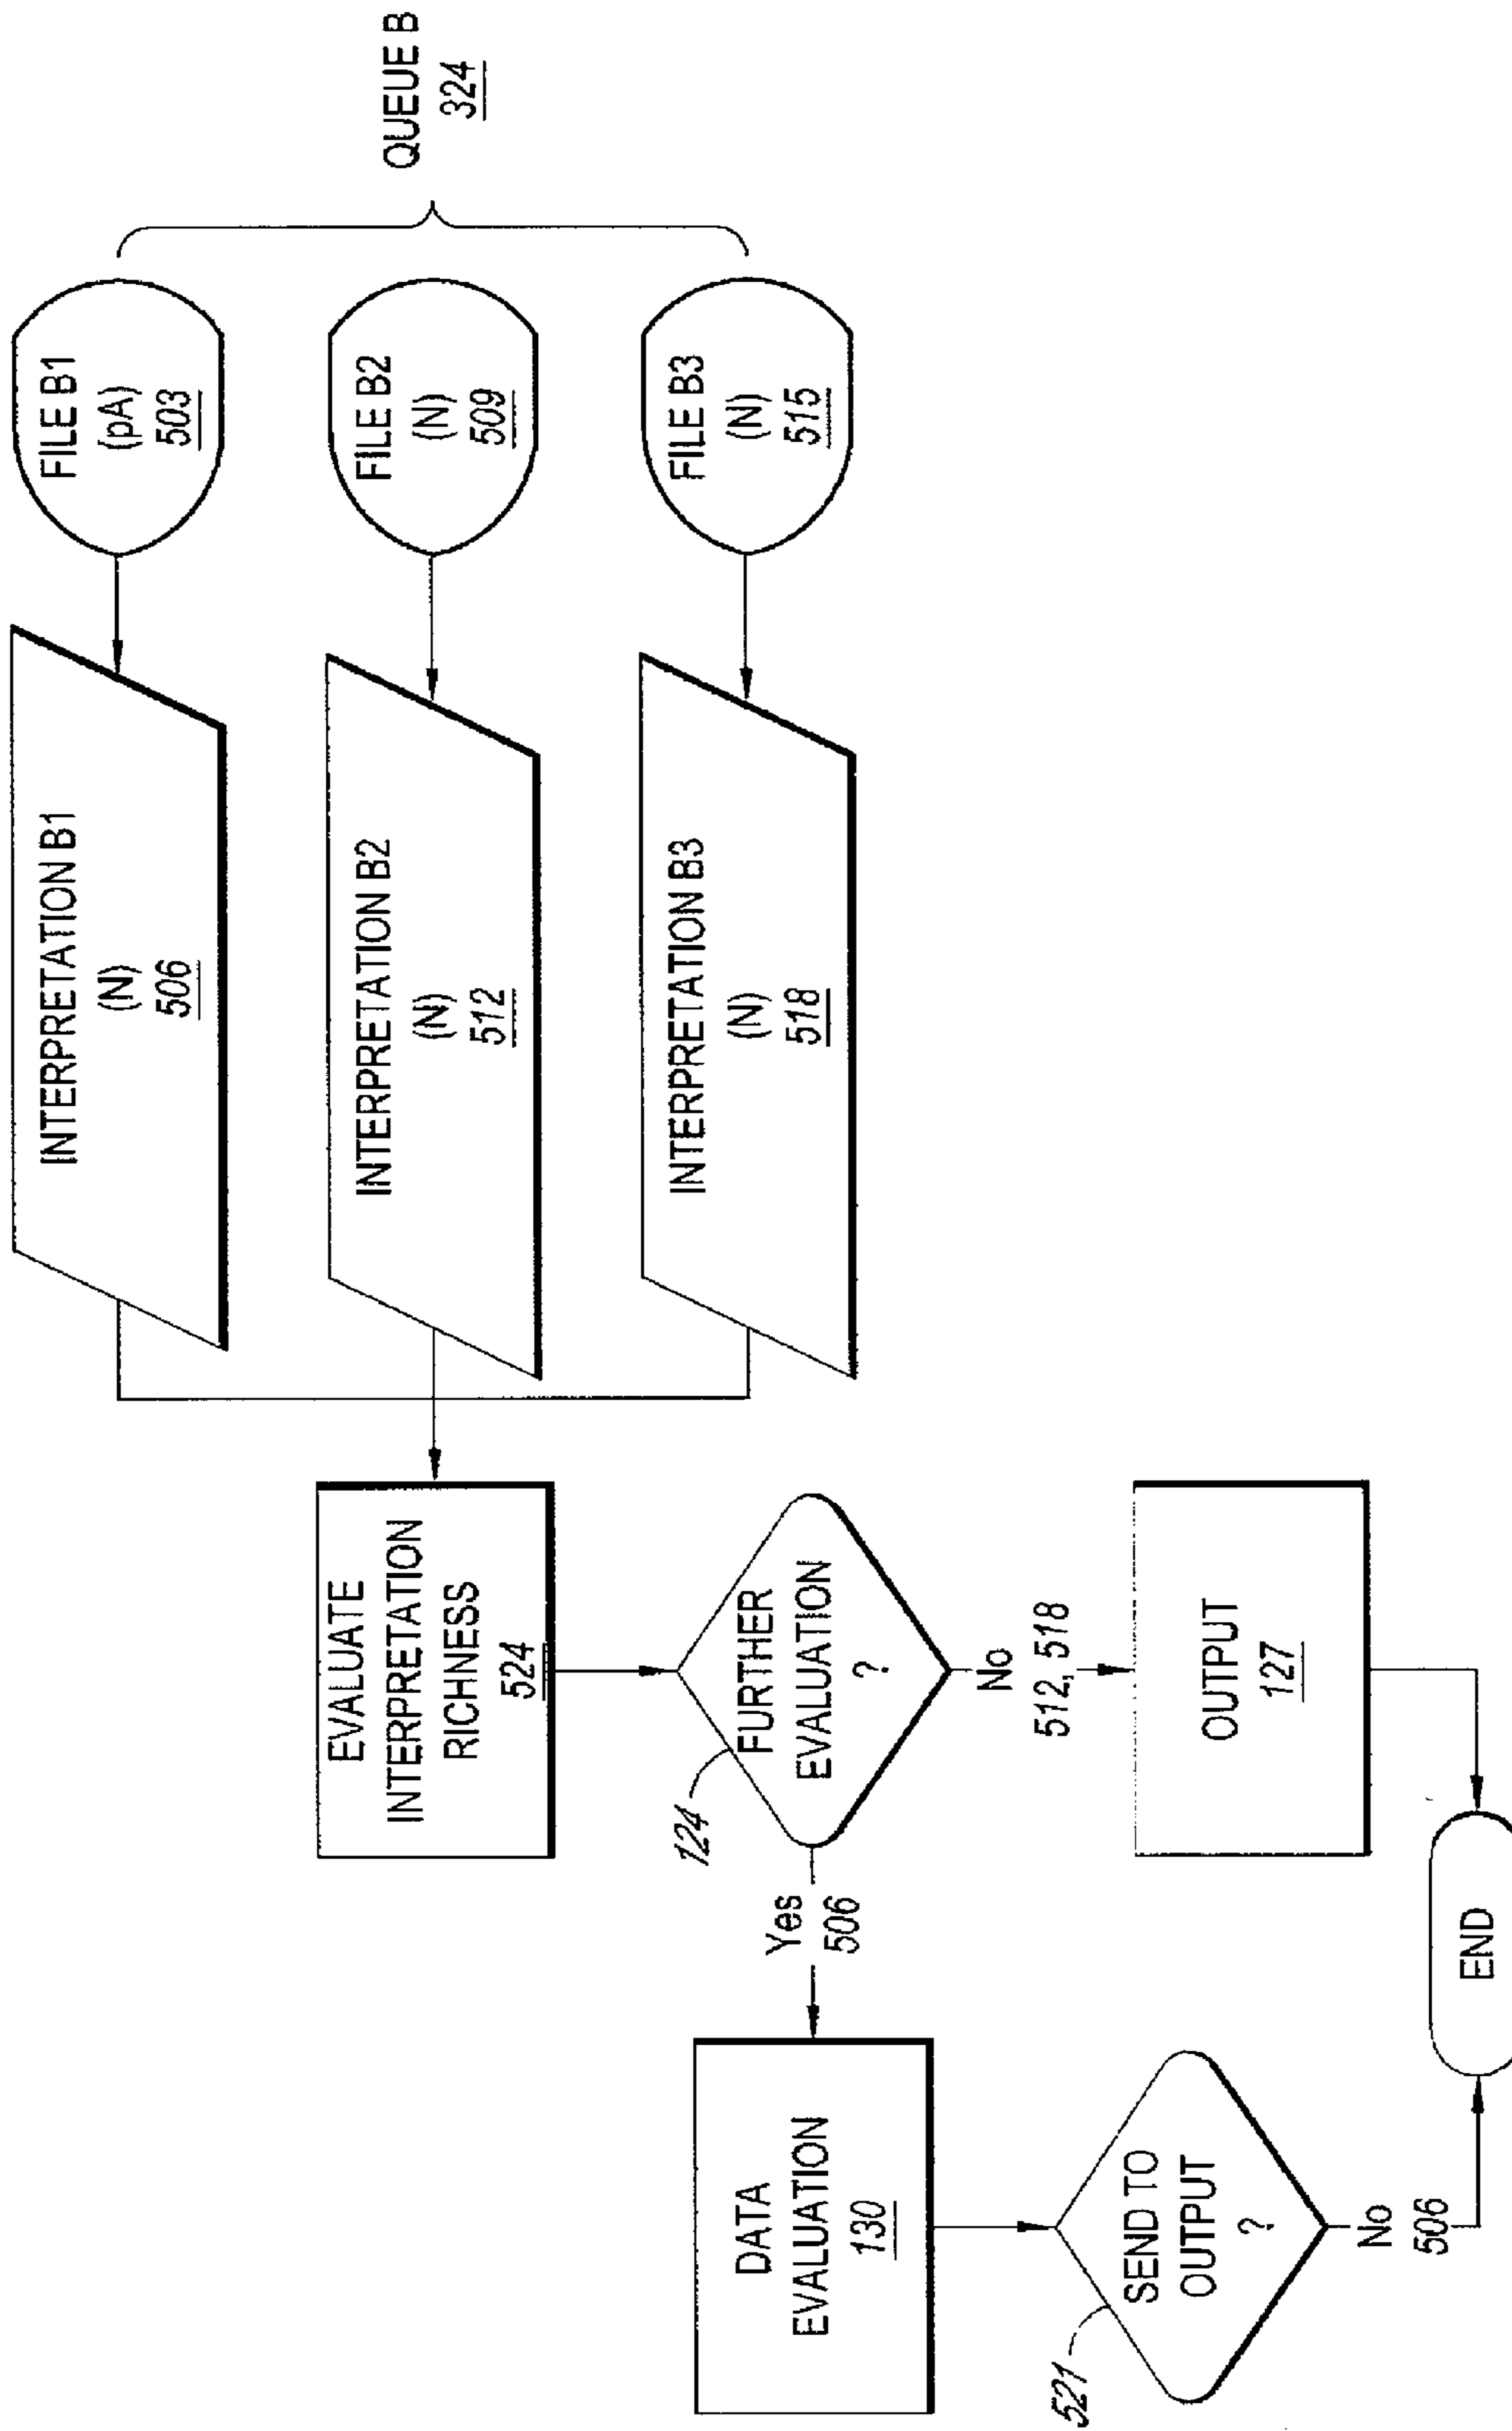 QUEUE B
324
FILE B1
(pA)
503
FILE B2
(N)
509
FILE B3
(N)
515
INTERPRETATION B1
(N)
506
INTERPRETATION B2
(N)
512
INTERPRETATION B3
(N)
518
EVALUATE
INTERPRETATION
RICHNESS
524
124
FURTHER
EVALUATION
?
No
512, 518
OUTPUT
127
Yes
506
DATA
EVALUATION
130
521
SEND TO
OUTPUT
?
No
506
END